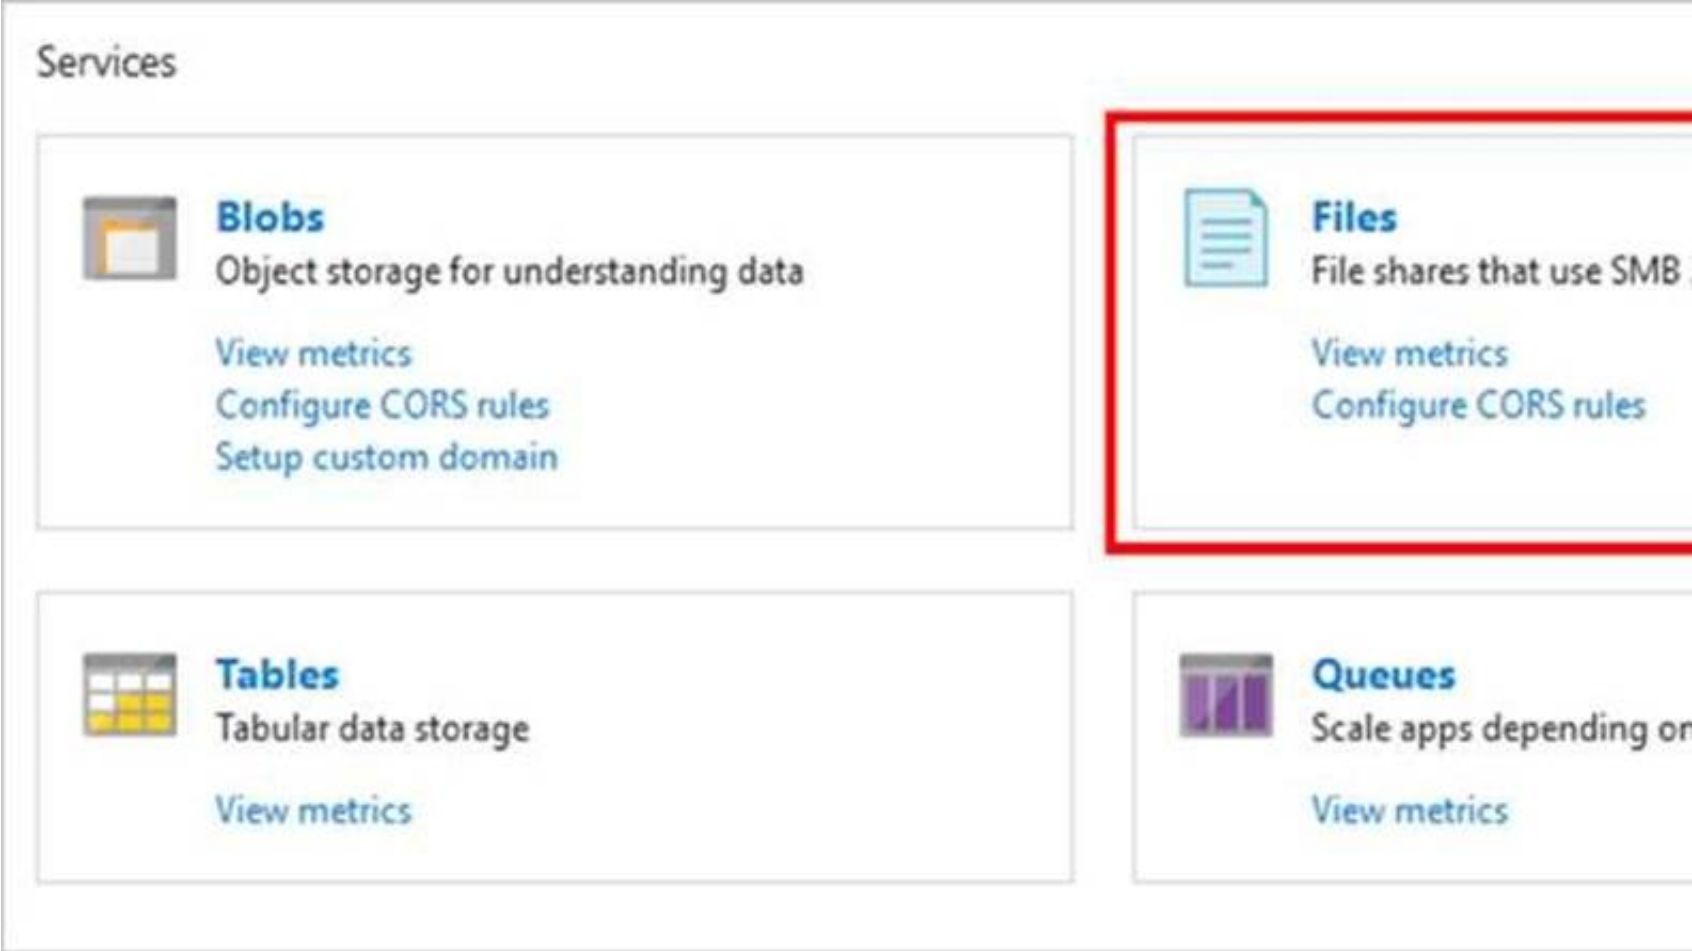 Services
Blobs
Object storage for understanding data
View metrics
Configure CORS rules
Setup custom domain
Files
File shares that use SMB
View metrics
Configure CORS rules
Tables
Tabular data storage
View metrics
Queues
Scale apps depending on
View metrics